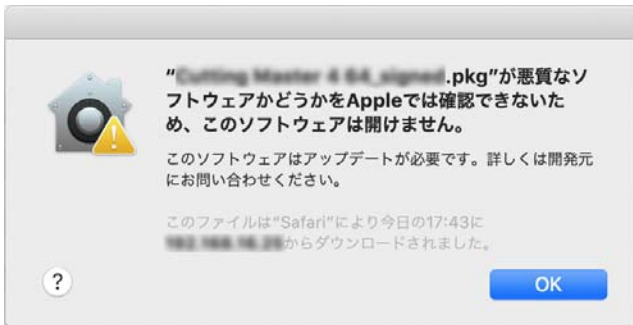 “ .pkg”が悪質なソ
フトウェアかどうかをAppleでは確認できないた
め、このソフトウェアは開けません。
このソフトウェアはアップデートが必要です。詳しくは開発元
にお問い合わせください。
このファイルは“Safari”により今日の17:43に
からダウンロードされました。
?
OK